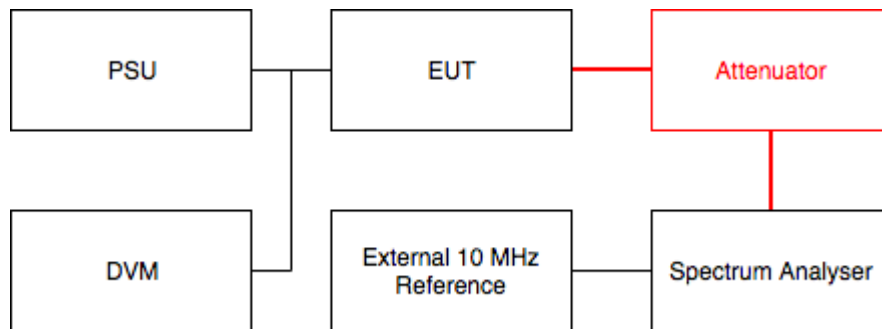 PSU
EUT
Attenuator
DVM
External 10 MHz
Reference
Spectrum Analyser